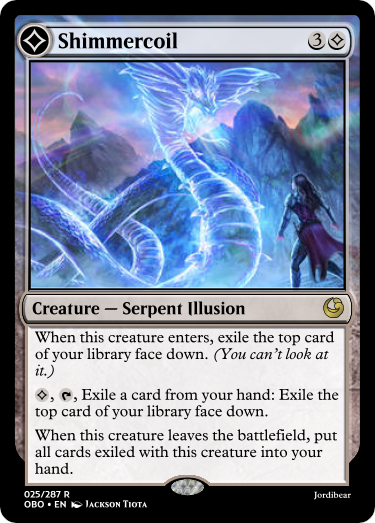 Shimmercoil 3
Creature — Serpent Illusion
When this creature enters, exile the top card
of your library face down. (You can't look at
it.)
, , Exile a card from your hand: Exile the
top card of your library face down.
When this creature leaves the battlefield, put
all cards exiled with this creature into your
hand.
025/287 R
OBO • EN Jackson Tiota
Jordibear